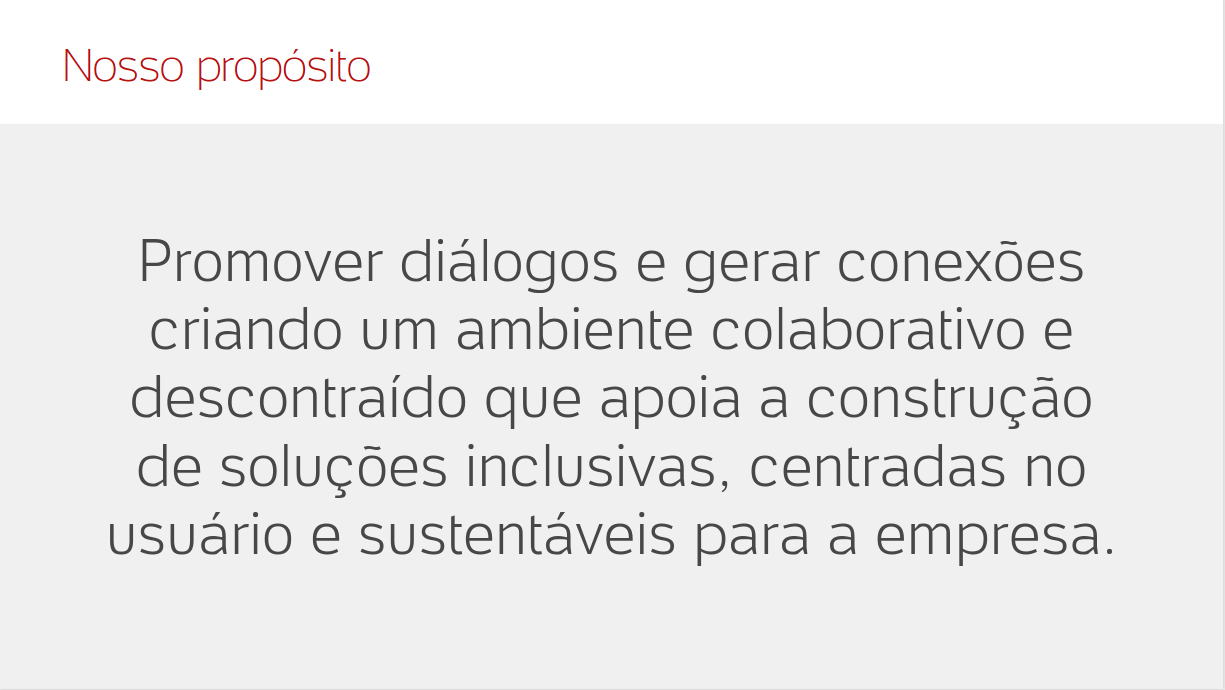 Nosso propósito
Promover diálogos e gerar conexões
criando um ambiente colaborativo e
descontraído que apoia a construção
de soluções inclusivas, centradas no
usuário e sustentáveis para a empresa.